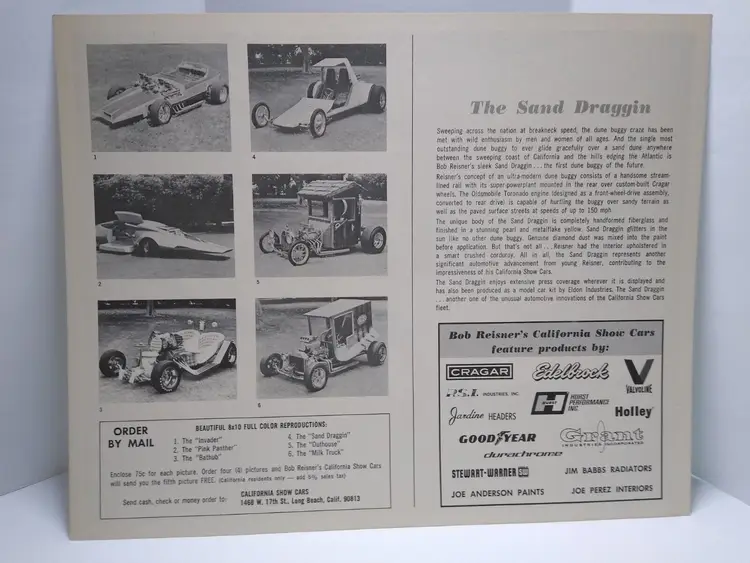 1
4
2
5
3
6
ORDER
BY MAIL
BEAUTIFUL 8x10 FULL COLOR REPRODUCTIONS:
1. The "Invader"
2. The "Pink Panther"
3. The "Bathtub"
4. The "Sand Draggin"
5. The "Outhouse"
6. The "Milk Truck"
Enclose 75c for each picture. Order four (4) pictures and Bob Reisner's California Show Cars
will send you the fifth picture FREE. (California residents only — add 5% sales tax)
Send cash, check or money order to:
CALIFORNIA SHOW CARS
1468 W. 17th St., Long Beach, Calif. 90813
The Sand Draggin
Sweeping across the nation at breakneck speed, the dune buggy craze has been
met with wild enthusiasm by men and women of all ages. And the single most
outstanding dune buggy to ever glide gracefully over a sand dune anywhere
between the sweeping coast of California and the hills edging the Atlantic is
Bob Reisner's sleek Sand Draggin . . . the first dune buggy of the future.
Reisner's concept of an ultra-modern dune buggy consists of a handsome stream-
lined rail with its super-powerplant mounted in the rear over custom-built Cragar
wheels. The Oldsmobile Toronado engine (designed as a front-wheel-drive assembly,
converted to rear drive) is capable of hurtling the buggy over sandy terrain as
well as the paved surface streets at speeds of up to 150 mph.
The unique body of the Sand Draggin is completely handformed fiberglass and
finished in a stunning pearl and metalflake yellow. Sand Draggin glitters in the
sun like no other dune buggy. Genuine diamond dust was mixed into the paint
before application. But that's not all . . . Reisner had the interior upholstered in
a smart crushed corduroy. All in all, the Sand Draggin represents another
significant automotive advancement from young Reisner, contributing to the
impressiveness of his California Show Cars.
The Sand Draggin enjoys extensive press coverage wherever it is displayed and
has also been produced as a model car kit by Eldon Industries. The Sand Draggin
. . . another one of the unusual automotive innovations of the California Show Cars
fleet.
Bob Reisner's California Show Cars
feature products by:
CRAGAR
Edelbrock
V
VALVOLINE
R.S.I. INDUSTRIES, INC.
H
HURST
HURST
PERFORMANCE
INC
Jardine HEADERS
Holley
GOODYEAR
Grant
INDUSTRIES INCORPORATED
durachrome
STEWART-WARNER SW
JIM BABBS RADIATORS
JOE ANDERSON PAINTS
JOE PEREZ INTERIORS